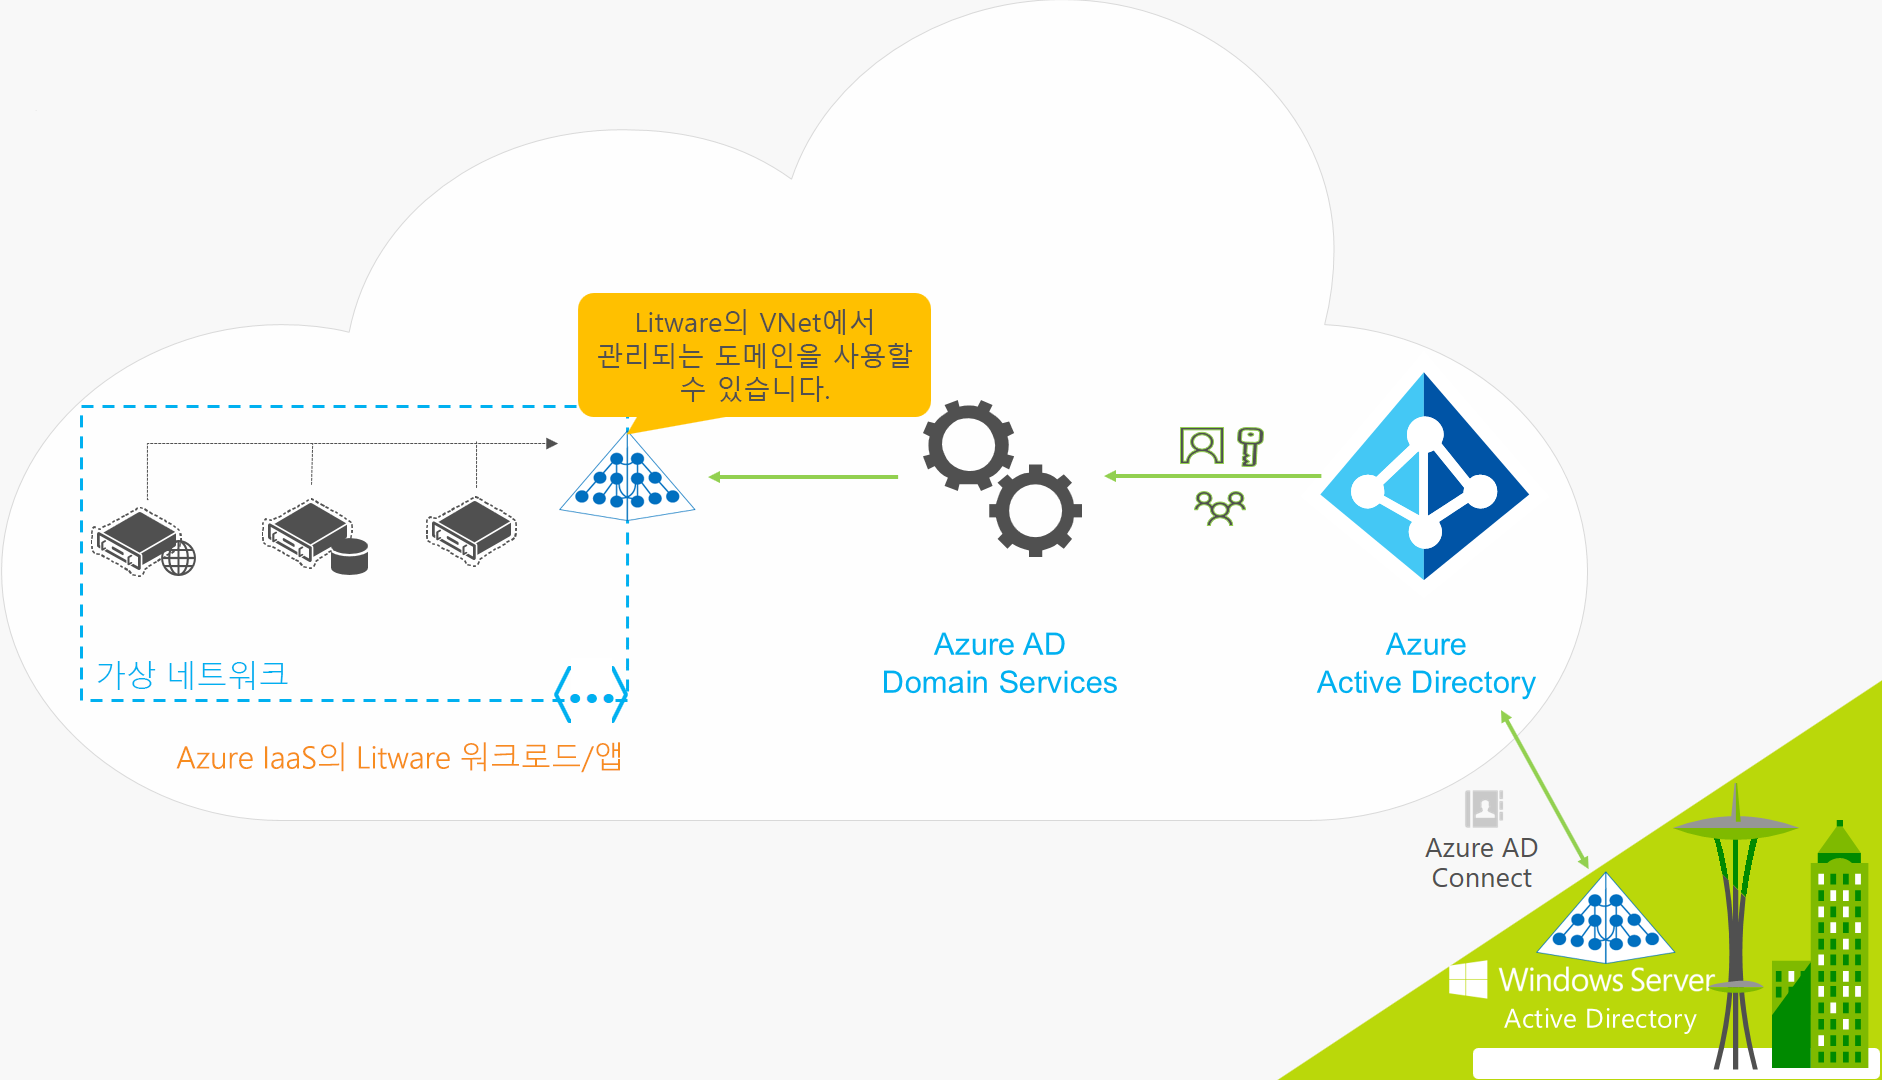 Litware의 VNet에서
관리되는 도메인을 사용할
수 있습니다.
가상 네트워크
Azure IaaS의 Litware 워크로드/앱
Azure AD
Domain Services
Azure
Active Directory
Azure AD
Connect
Windows Server
Active Directory